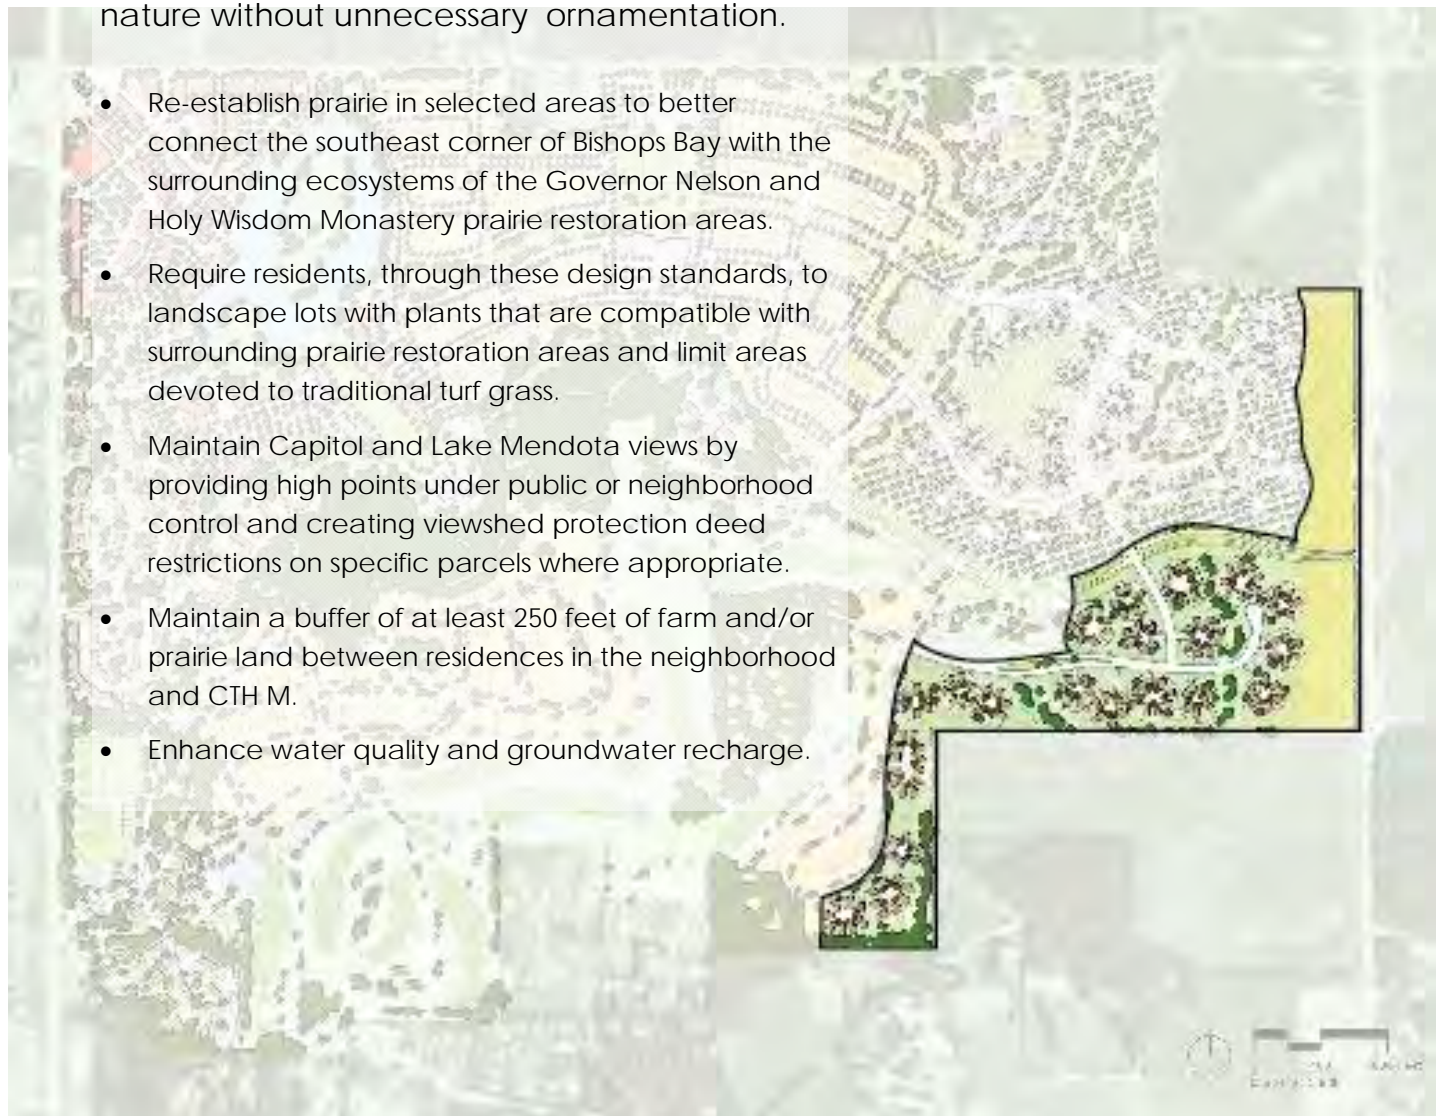 nature without unnecessary ornamentation.
• Re-establish prairie in selected areas to better
connect the southeast corner of Bishops Bay with the
surrounding ecosystems of the Governor Nelson and
Holy Wisdom Monastery prairie restoration areas.
• Require residents, through these design standards, to
landscape lots with plants that are compatible with
surrounding prairie restoration areas and limit areas
devoted to traditional turf grass.
• Maintain Capitol and Lake Mendota views by
providing high points under public or neighborhood
control and creating viewshed protection deed
restrictions on specific parcels where appropriate.
• Maintain a buffer of at least 250 feet of farm and/or
prairie land between residences in the neighborhood
and CTH M.
• Enhance water quality and groundwater recharge.